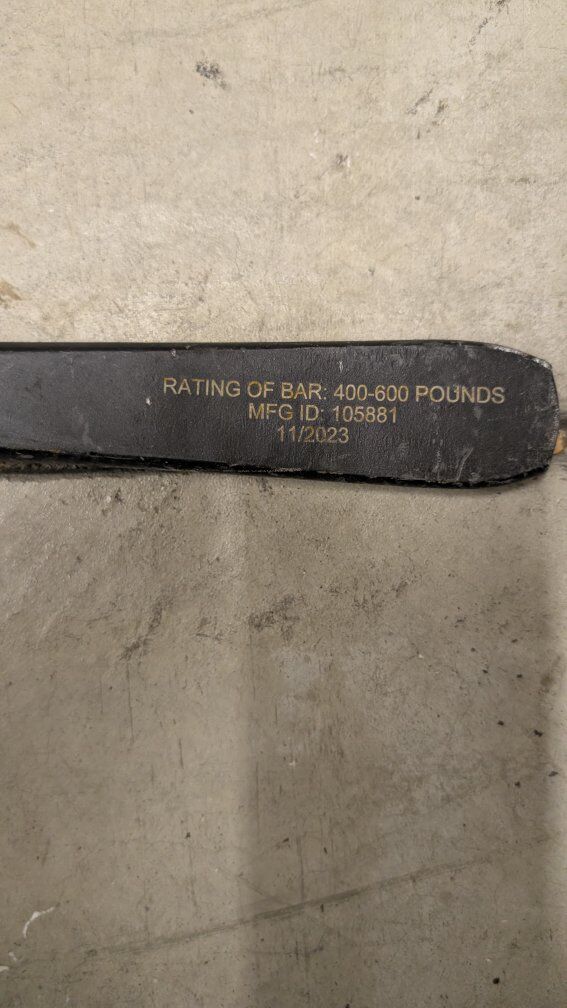 RATING OF BAR: 400-600 POUNDS
MFG ID: 105881
11/2023